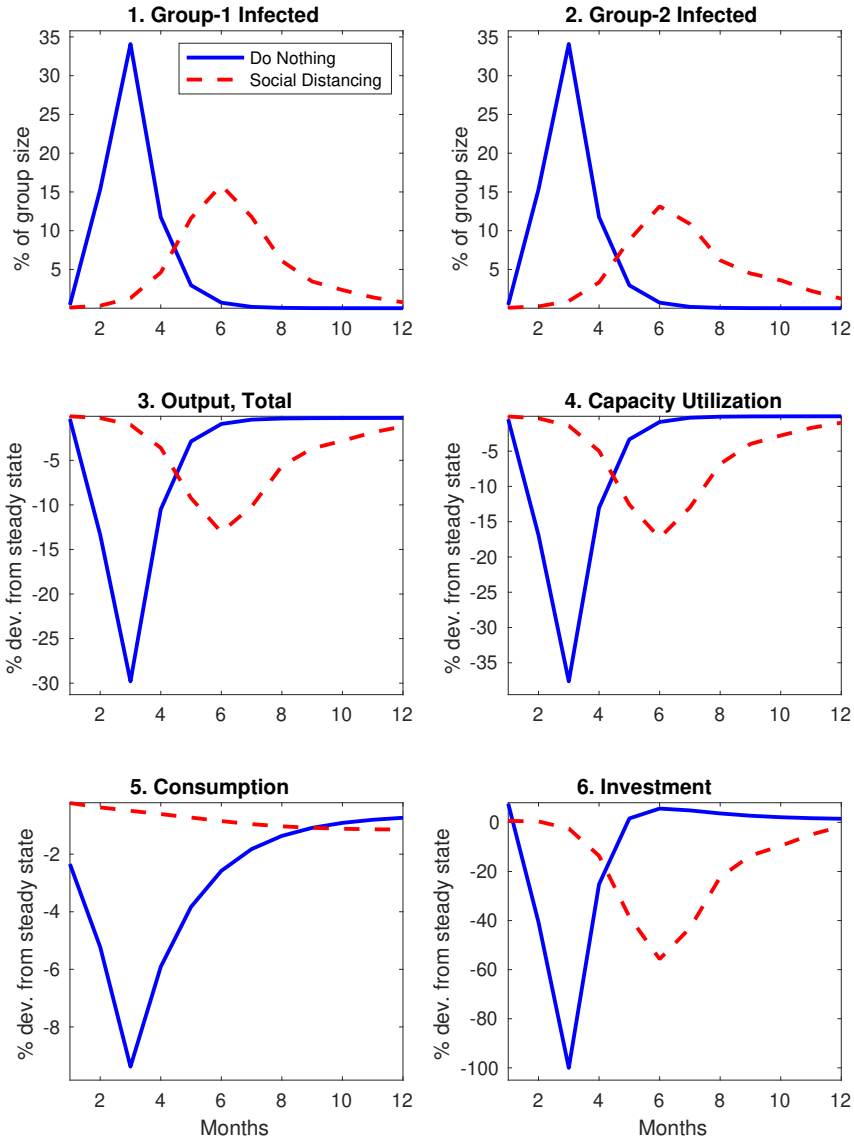 1. Group-1 Infected
35
30
25
20
15
10
5
2 4 6 8 10 12
% of group size
Do Nothing
Social Distancing
2. Group-2 Infected
35
30
25
20
15
10
5
2 4 6 8 10 12
% of group size
3. Output, Total
-5
-10
-15
-20
-25
-30
2 4 6 8 10 12
% dev. from steady state
4. Capacity Utilization
-5
-10
-15
-20
-25
-30
-35
2 4 6 8 10 12
% dev. from steady state
5. Consumption
-2
-4
-6
-8
2 4 6 8 10 12
% dev. from steady state
Months
6. Investment
0
-20
-40
-60
-80
-100
2 4 6 8 10 12
% dev. from steady state
Months